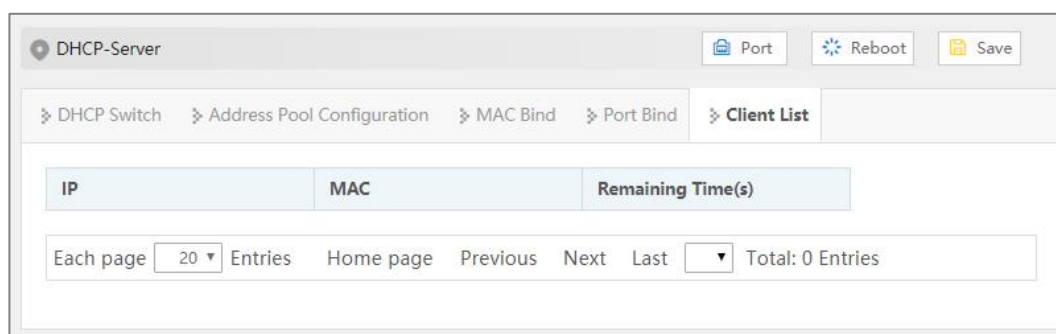 DHCP-Server Port Reboot Save
DHCP Switch Address Pool Configuration MAC Bind Port Bind Client List
IP MAC Remaining Time(s)
Each page 20 Entries Home page Previous Next Last Total: 0 Entries